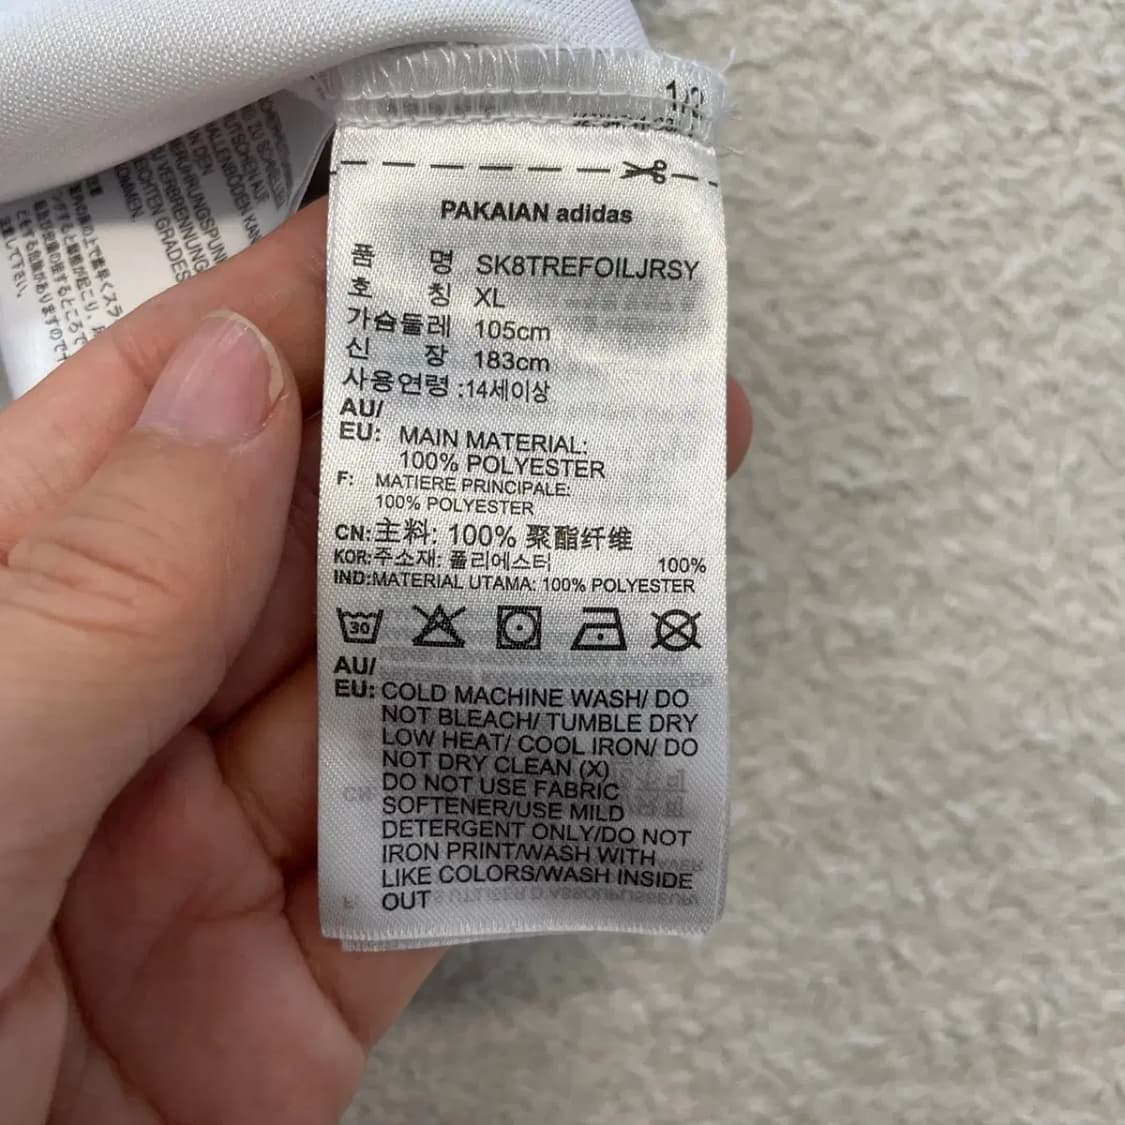 PAKAIAN adidas
품 명 SK8TREFOILJRSY
호 칭 XL
가슴둘레 105cm
신 장 183cm
사용연령 :14세이상
AU/
EU: MAIN MATERIAL:
100% POLYESTER
F: MATIERE PRINCIPALE:
100% POLYESTER
CN:主料: 100% 聚酯纤维
KOR:주소재: 폴리에스터 100%
IND:MATERIAL UTAMA: 100% POLYESTER
30
AU/
EU: COLD MACHINE WASH/ DO
NOT BLEACH/ TUMBLE DRY
LOW HEAT/ COOL IRON/ DO
NOT DRY CLEAN (X)
DO NOT USE FABRIC
SOFTENER/USE MILD
DETERGENT ONLY/DO NOT
IRON PRINT/WASH WITH
LIKE COLORS/WASH INSIDE
OUT